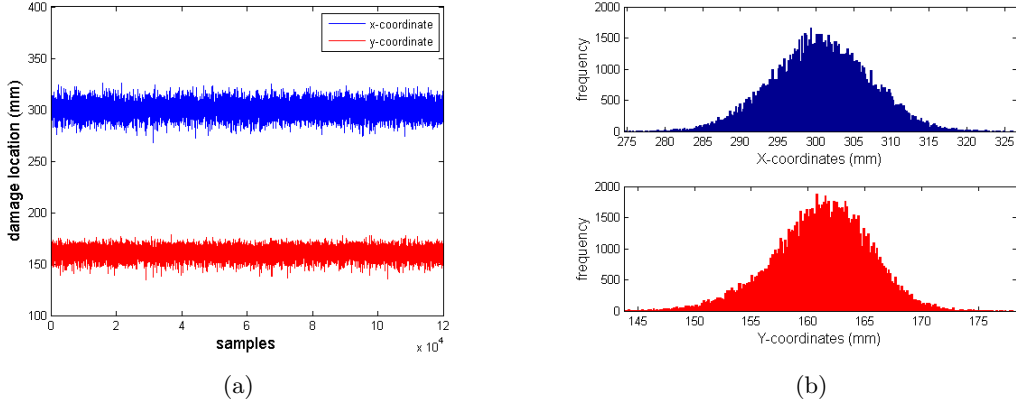 400
350
300
250
200
150
100
damage location (mm)
x-coordinate
y-coordinate
0 2 4 6 8 10 12
x 10^4
samples
(a)
2000
1500
1000
500
0
frequency
275 280 285 290 295 300 305 310 315 320 325
X-coordinates (mm)
2000
1500
1000
500
0
frequency
145 150 155 160 165 170 175
Y-coordinates (mm)
(b)